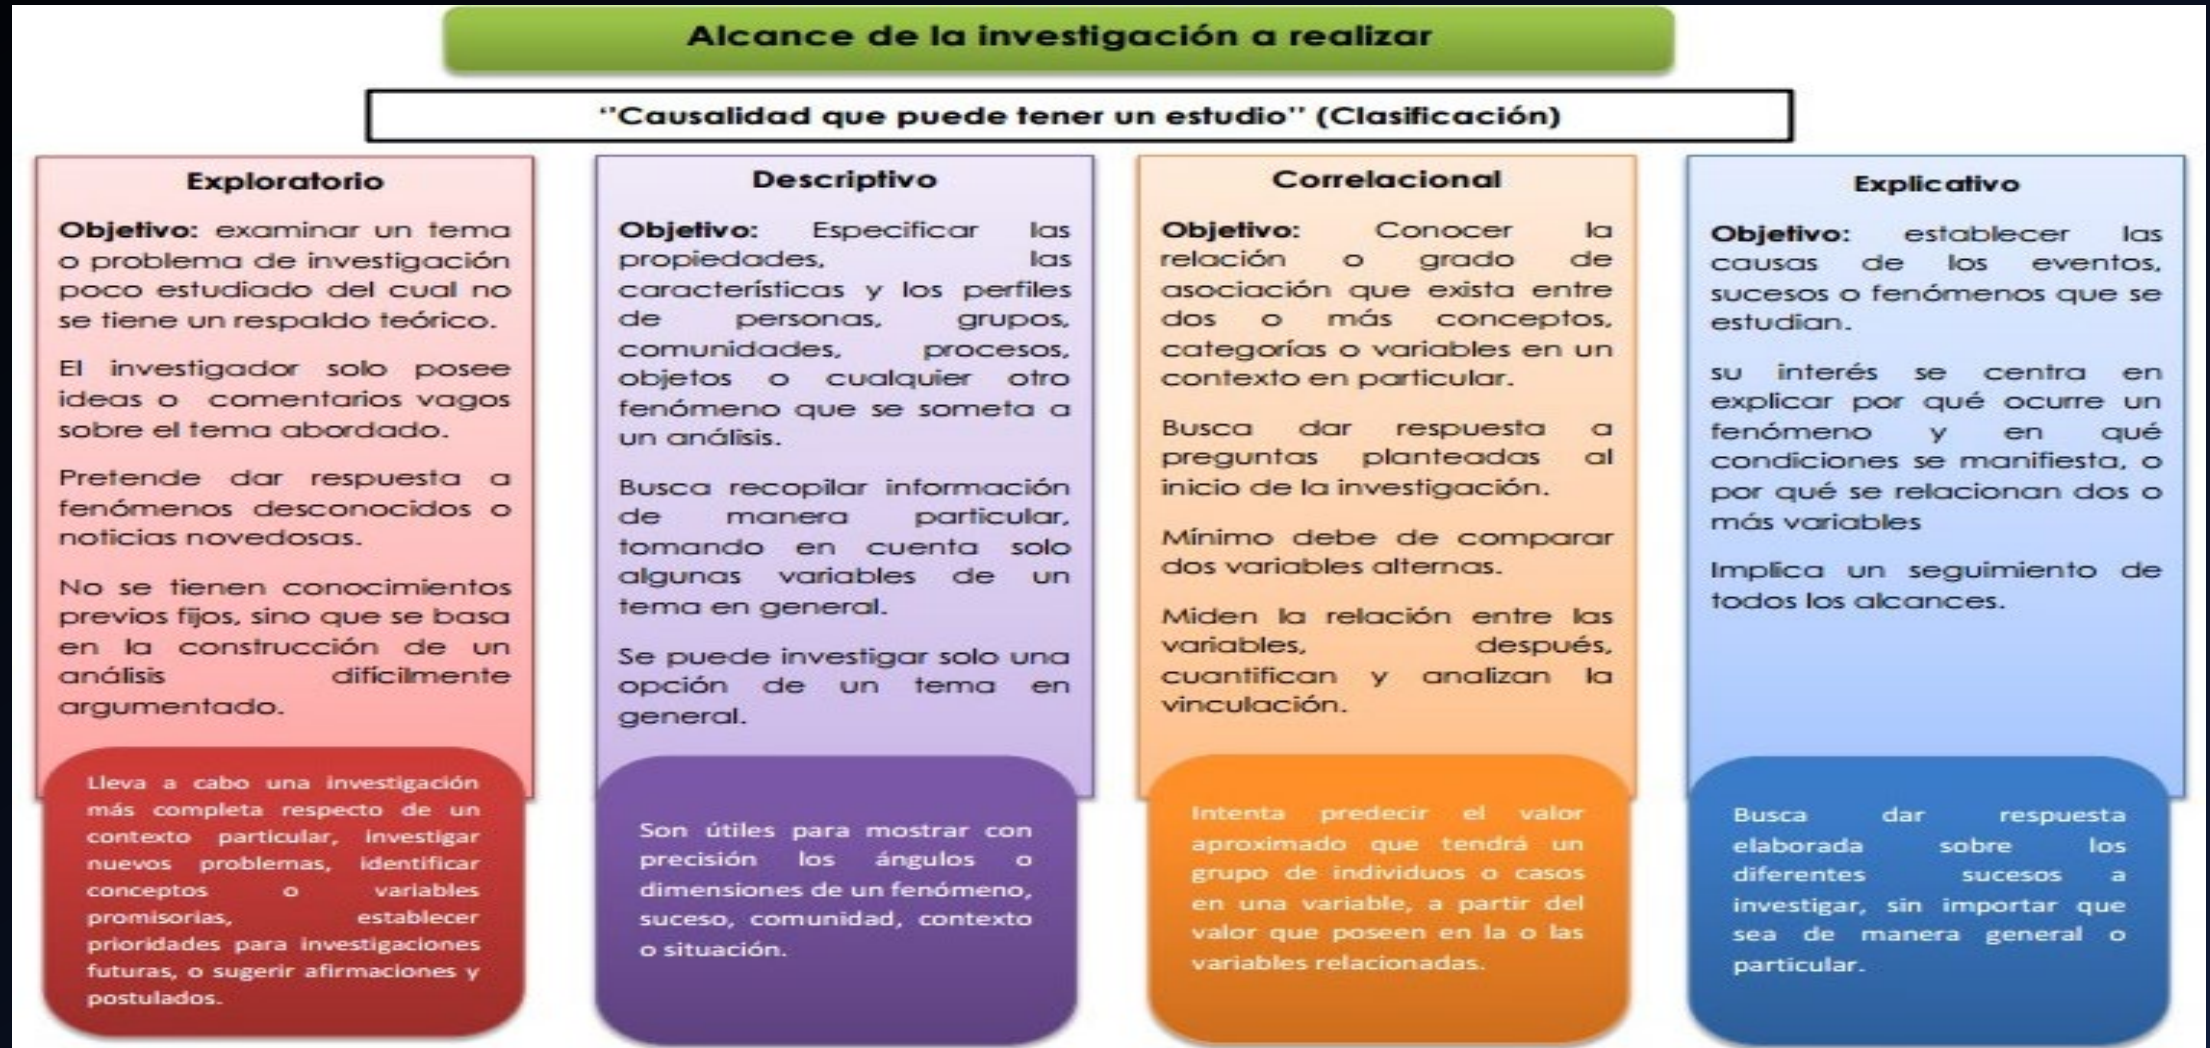 Alcance de la investigación a realizar
‘’Causalidad que puede tener un estudio’’ (Clasificación)
Exploratorio
Objetivo: examinar un tema
o problema de investigación
poco estudiado del cual no
se tiene un respaldo teórico.
El investigador solo posee
ideas o comentarios vagos
sobre el tema abordado.
Pretende dar respuesta a
fenómenos desconocidos o
noticias novedosas.
No se tienen conocimientos
previos fijos, sino que se basa
en la construcción de un
análisis difícilmente
argumentado.
Lleva a cabo una investigación
más completa respecto de un
contexto particular, investigar
nuevos problemas, identificar
conceptos o variables
promisorias, establecer
prioridades para investigaciones
futuras, o sugerir afirmaciones y
postulados.
Descriptivo
Objetivo: Especificar las
propiedades, las
características y los perfiles
de personas, grupos,
comunidades, procesos,
objetos o cualquier otro
fenómeno que se someta a
un análisis.
Busca recopilar información
de manera particular,
tomando en cuenta solo
algunas variables de un
tema en general.
Se puede investigar solo una
opción de un tema en
general.
Son útiles para mostrar con
precisión los ángulos o
dimensiones de un fenómeno,
suceso, comunidad, contexto
o situación.
Correlacional
Objetivo: Conocer la
relación o grado de
asociación que exista entre
dos o más conceptos,
categorías o variables en un
contexto en particular.
Busca dar respuesta a
preguntas planteadas al
inicio de la investigación.
Mínimo debe de comparar
dos variables alternas.
Miden la relación entre las
variables, después,
cuantifican y analizan la
vinculación.
Intenta predecir el valor
aproximado que tendrá un
grupo de individuos o casos
en una variable, a partir del
valor que poseen en la o las
variables relacionadas.
Explicativo
Objetivo: establecer las
causas de los eventos,
sucesos o fenómenos que se
estudian.
su interés se centra en
explicar por qué ocurre un
fenómeno y en qué
condiciones se manifiesta, o
por qué se relacionan dos o
más variables
Implica un seguimiento de
todos los alcances.
Busca dar respuesta
elaborada sobre los
diferentes sucesos a
investigar, sin importar que
sea de manera general o
particular.